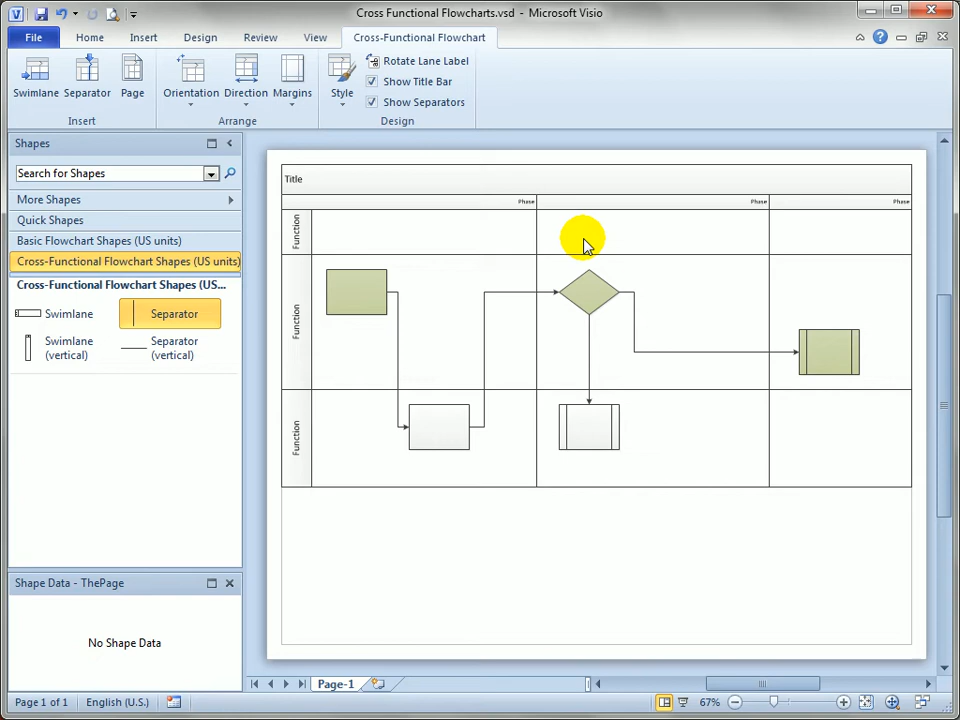 Cross Functional Flowcharts.vsd - Microsoft Visio
File Home Insert Design Review View Cross-Functional Flowchart
Swimlane Separator Page
Insert
Orientation Direction Margins
Arrange
Style
Rotate Lane Label
Show Title Bar
Show Separators
Design
Shapes
Search for Shapes
More Shapes
Quick Shapes
Basic Flowchart Shapes (US units)
Cross-Functional Flowchart Shapes (US units)
Cross-Functional Flowchart Shapes (US...
Swimlane Separator
Swimlane (vertical)
Separator (vertical)
Shape Data - ThePage
No Shape Data
Title
Phase Phase Phase
Function
Function
Function
Page-1
Page 1 of 1 English (U.S.) 67%